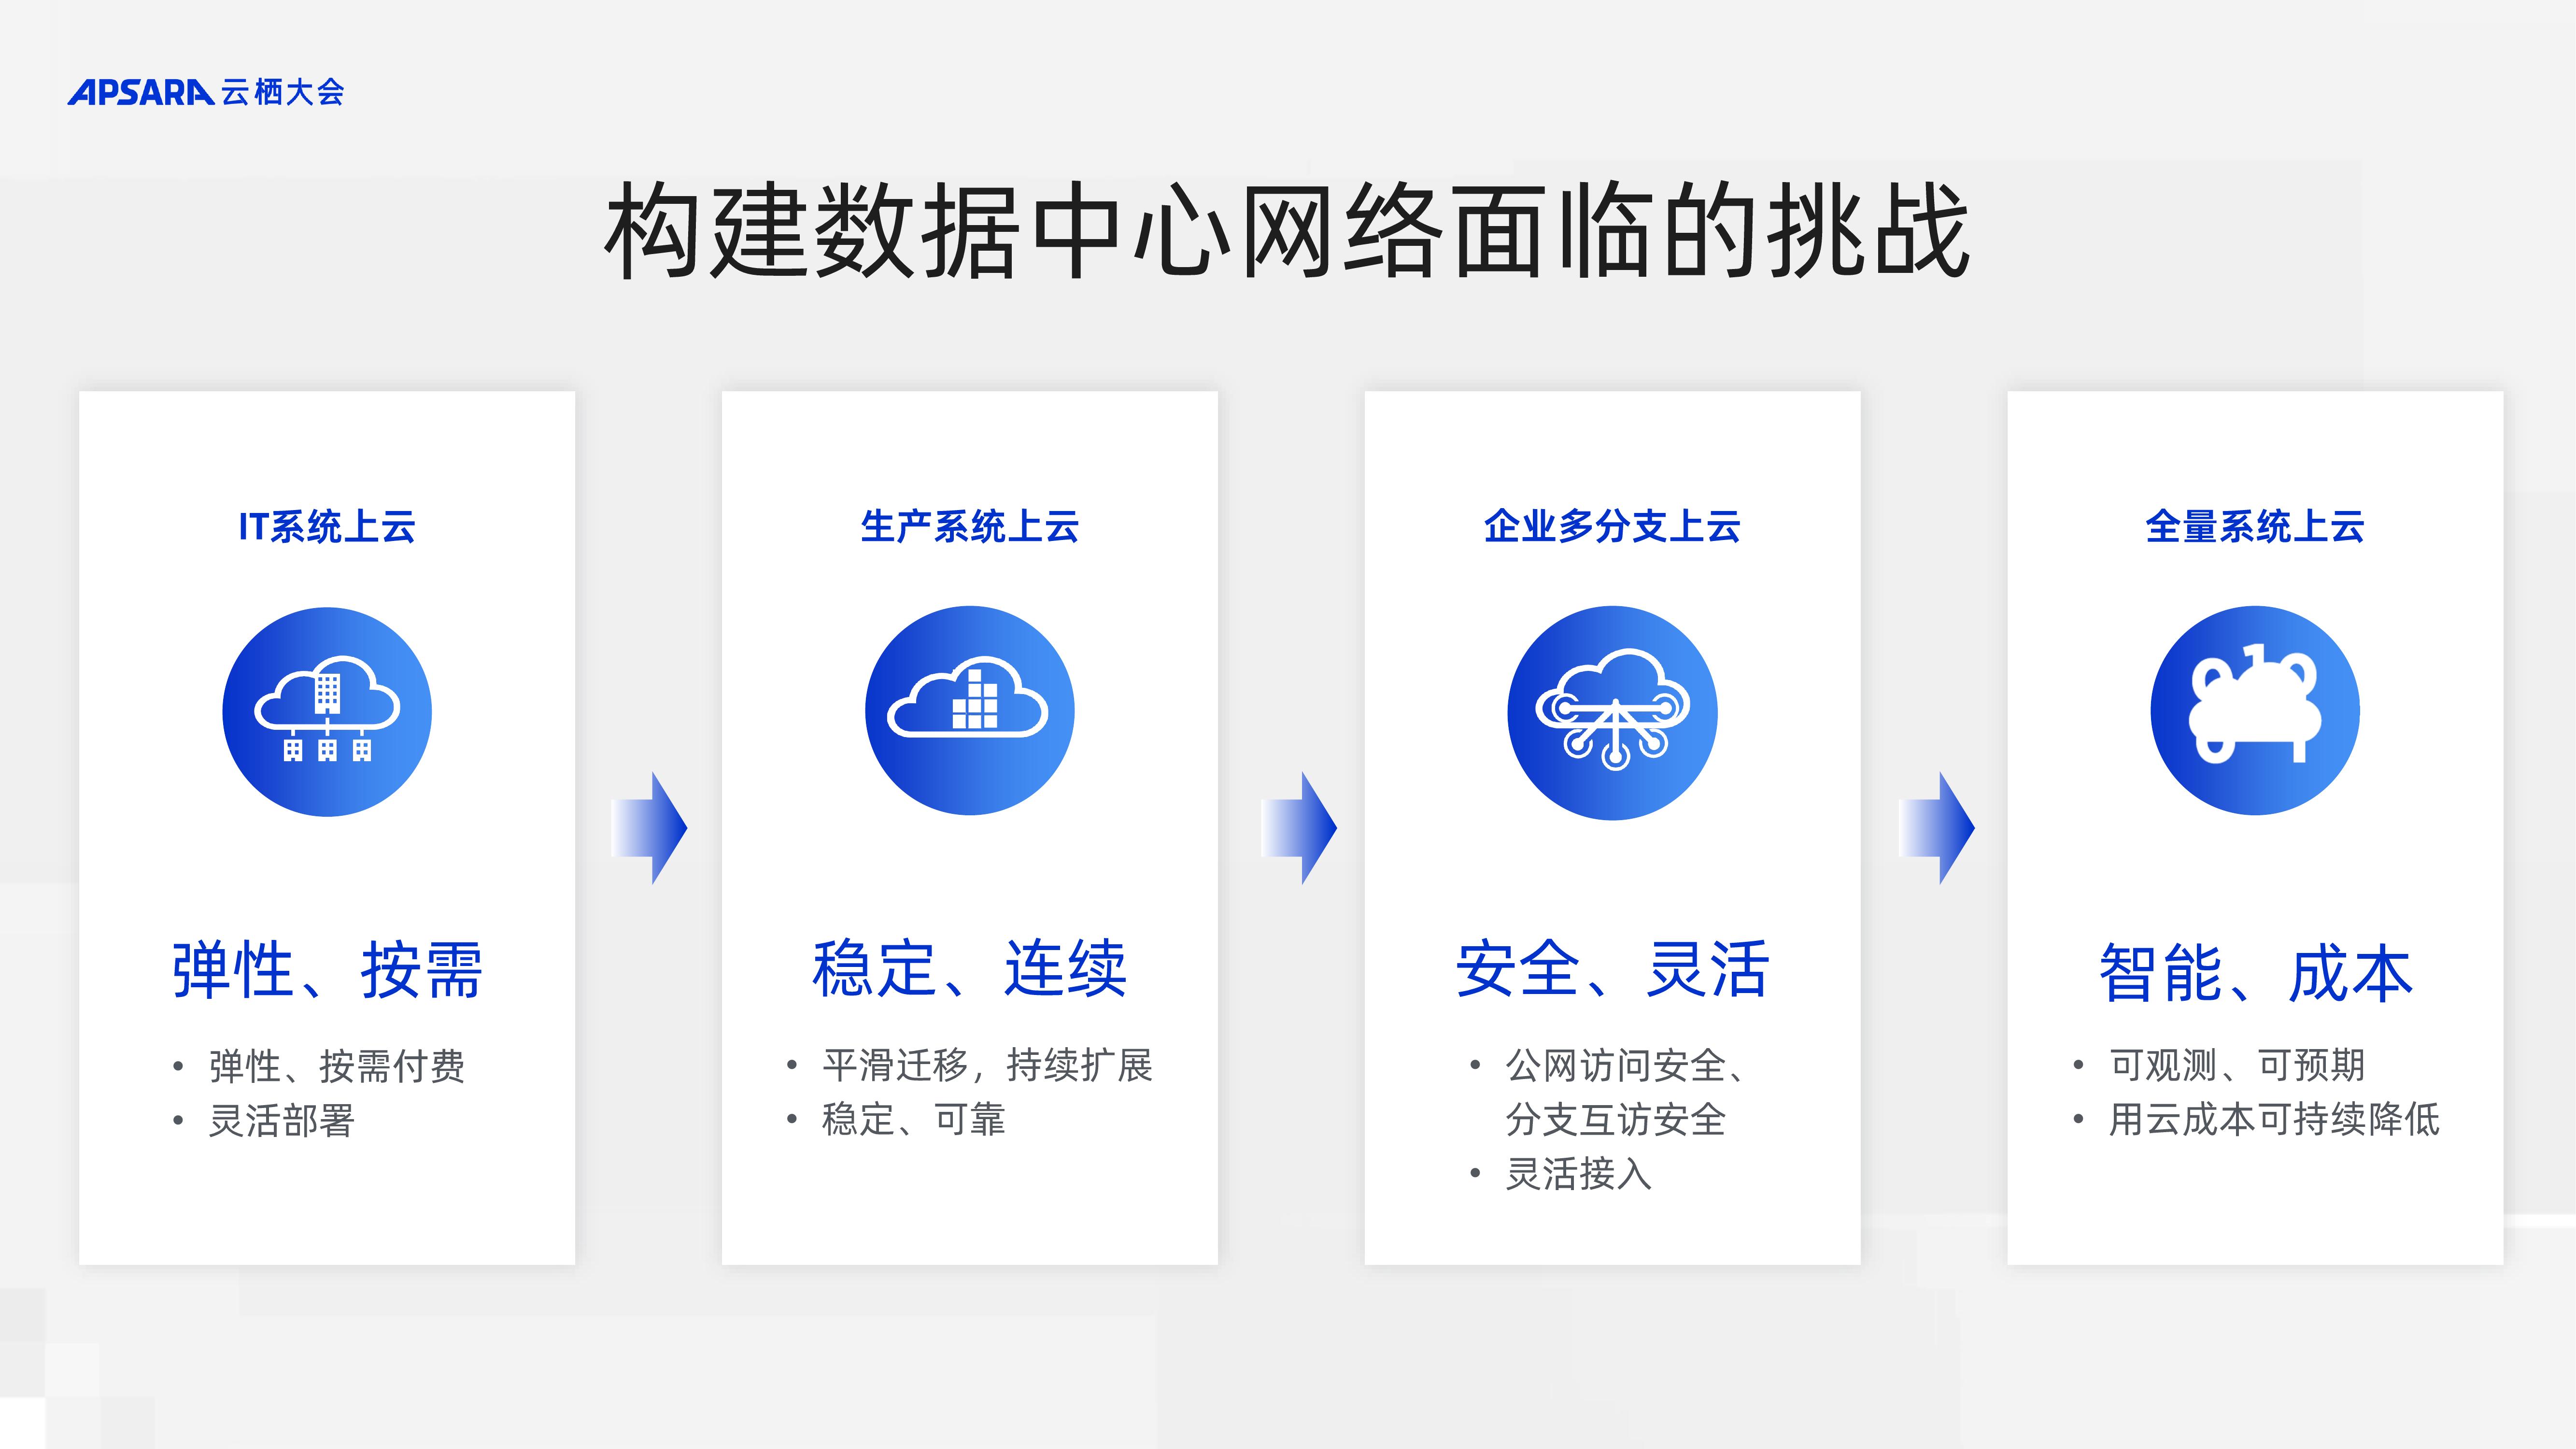 APSARA 云栖大会
构建数据中心网络面临的挑战
IT系统上云
弹性、按需
• 弹性、按需付费
• 灵活部署
生产系统上云
稳定、连续
• 平滑迁移，持续扩展
• 稳定、可靠
企业多分支上云
安全、灵活
• 公网访问安全、
分支互访安全
• 灵活接入
全量系统上云
智能、成本
• 可观测、可预期
• 用云成本可持续降低